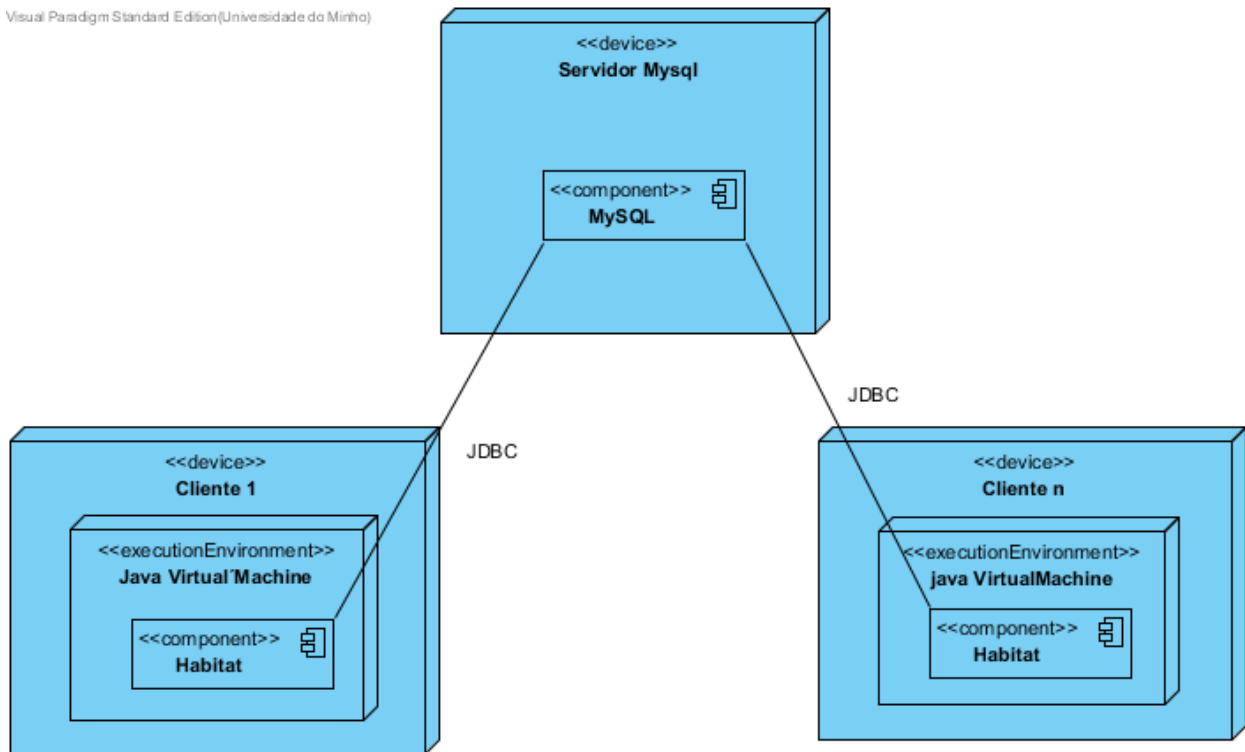 Visual Paradigm Standard Edition(Universidade do Minho)
<<device>>
Servidor Mysql
<<component>>
MySQL
JDBC
JDBC
<<device>>
Cliente 1
<<executionEnvironment>>
Java Virtual´Machine
<<component>>
Habitat
<<device>>
Cliente n
<<executionEnvironment>>
java VirtualMachine
<<component>>
Habitat